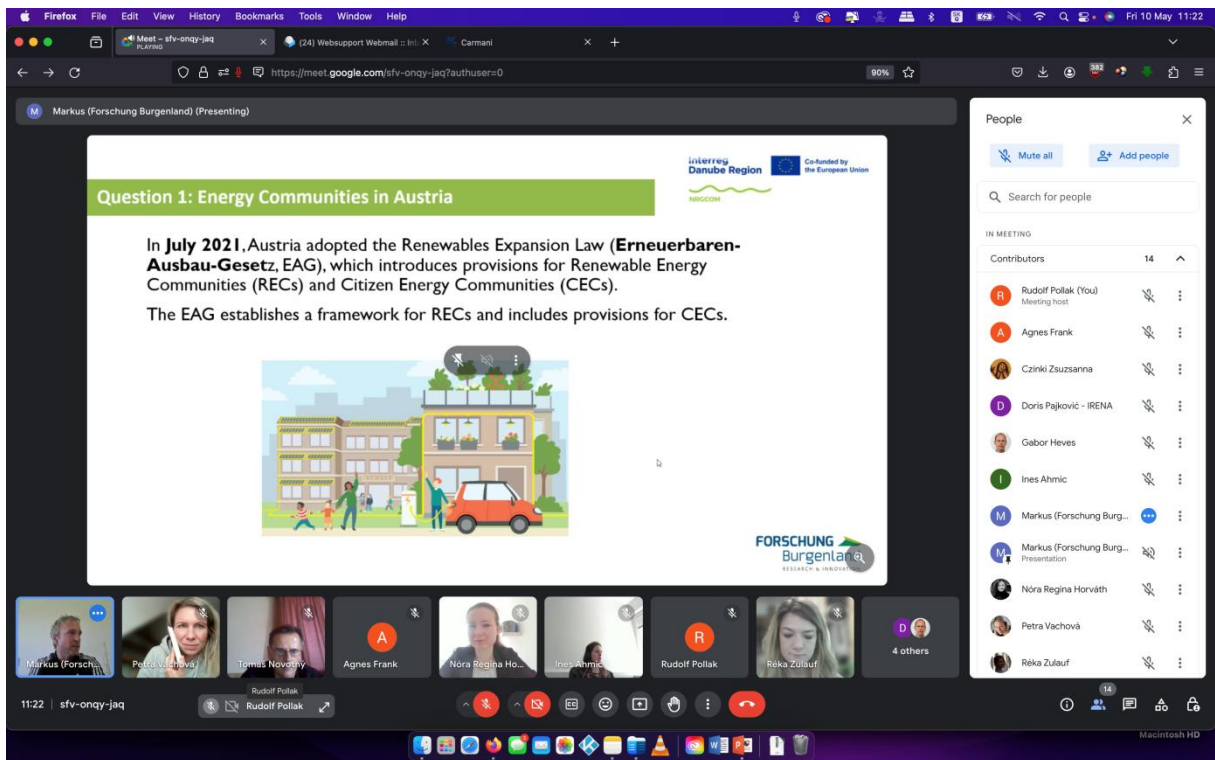 Firefox File Edit View History Bookmarks Tools Window Help
Fri 10 May 11:22
Meet – sfv-onqy-jaq
PLAYING
(24) Websupport Webmail :: Inb
Carmani
https://meet.google.com/sfv-onqy-jaq?authuser=0
90%
382
M Markus (Forschung Burgenland) (Presenting)
Interreg
Danube Region
Co-funded by
the European Union
NRGCOM
Question 1: Energy Communities in Austria
In July 2021, Austria adopted the Renewables Expansion Law (Erneuerbaren-
Ausbau-Gesetz, EAG), which introduces provisions for Renewable Energy
Communities (RECs) and Citizen Energy Communities (CECs).
The EAG establishes a framework for RECs and includes provisions for CECs.
FORSCHUNG
Burgenlan
RESEARCH & INNOVATION
People
Mute all
Add people
Search for people
IN MEETING
Contributors 14
R Rudolf Pollak (You)
Meeting host
A Agnes Frank
Czinki Zsuzsanna
D Doris Pajković - IRENA
Gabor Heves
I Ines Ahmic
M Markus (Forschung Burg...
M Markus (Forschung Burg...
Presentation
Nóra Regina Horváth
Petra Vachová
Réka Zulauf
Markus (Forsch...
Petra Vachová
Tomas Novotny
A
Agnes Frank
Nóra Regina Ho...
Ines Ahmic
R
Rudolf Pollak
Réka Zulauf
D
4 others
Rudolf Pollak
11:22 | sfv-onqy-jaq
Rudolf Pollak
CC
14
Macintosh HD